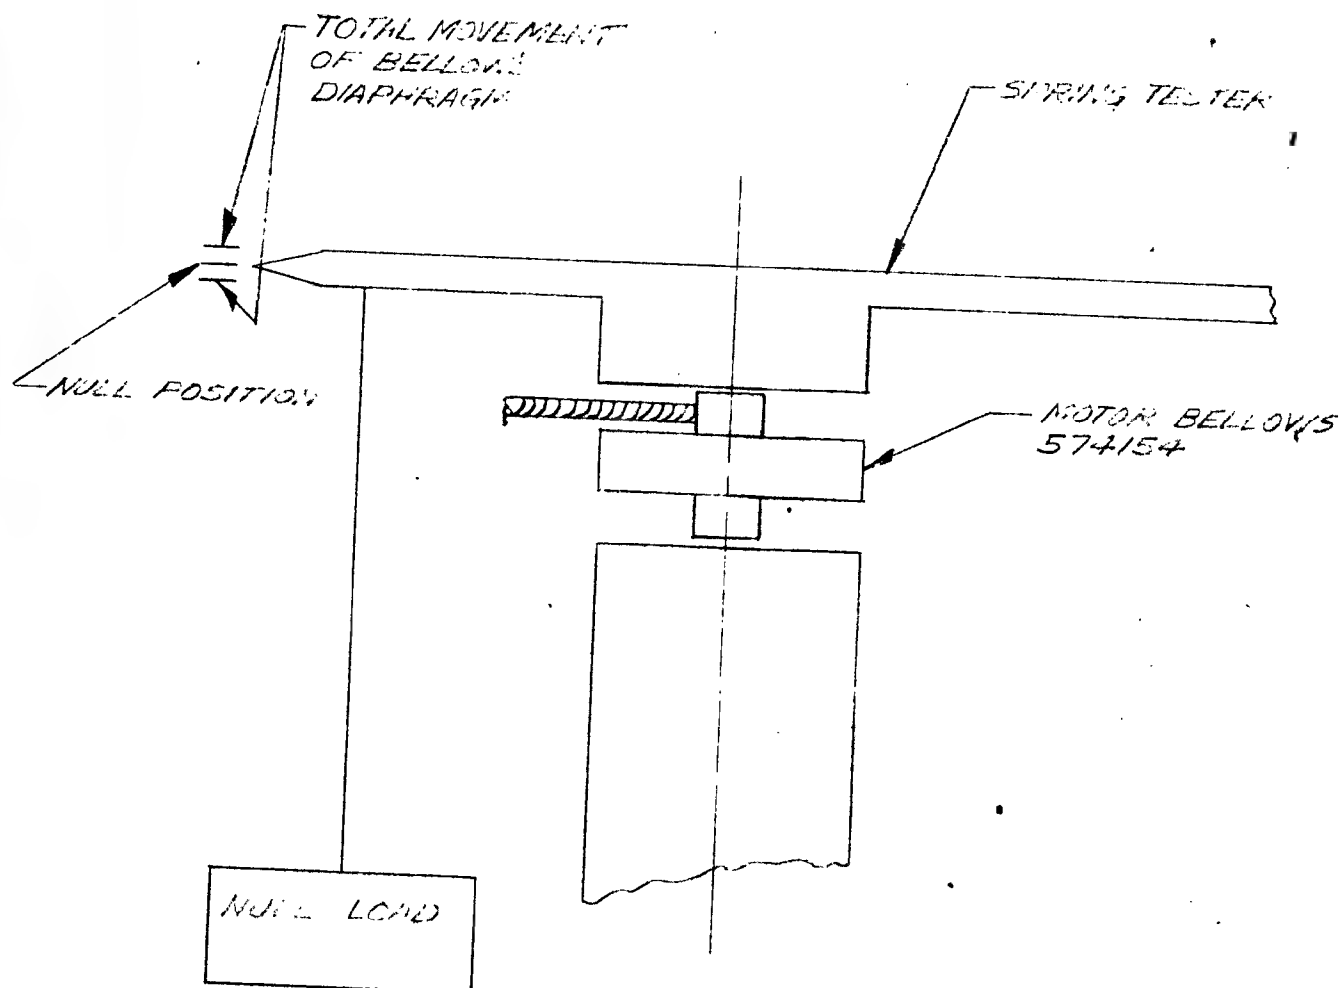 TOTAL MOVEMENT
OF BELLOWS
DIAPHRAGM
SPRING TESTER
NULL POSITION
MOTOR BELLOWS
574154
NULL LOAD